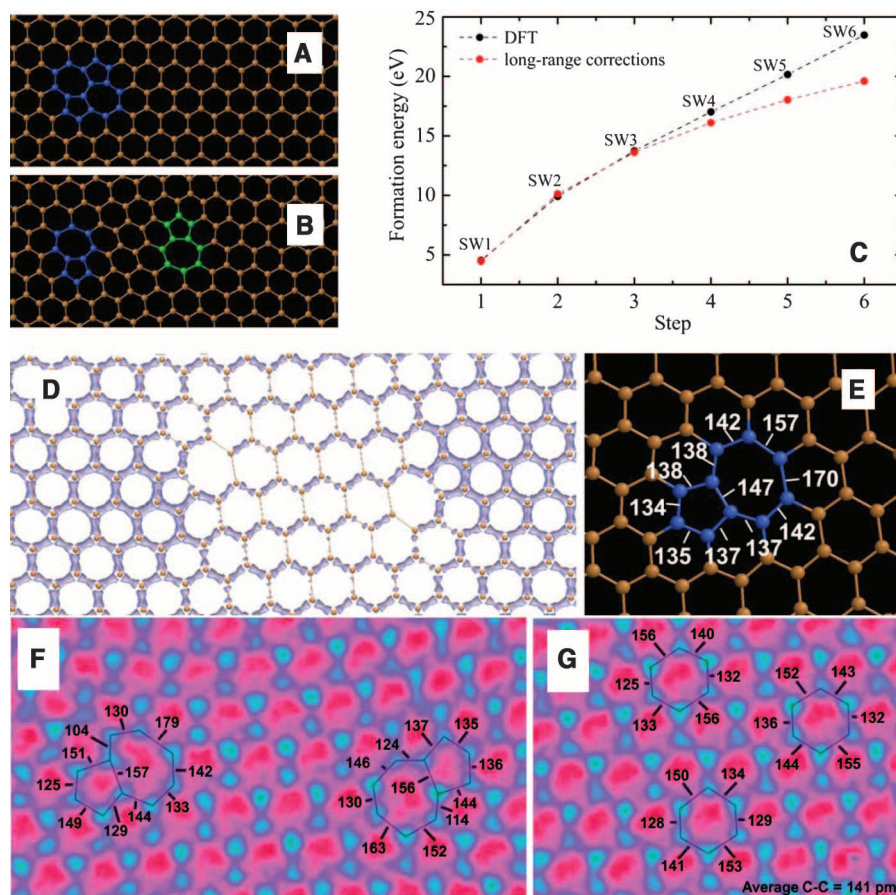 A
B
C
Formation energy (eV)
25
20
15
10
5
DFT
long-range corrections
SW1
SW2
SW3
SW4
SW5
SW6
1 2 3 4 5 6
Step
D
E
142 157
138
138
170
147
134
142
135 137 137
F
130
179
104
151
125
157
142
149
133
144
129
137 135
124
146
136
156
130
144
114
163
152
G
156 140
125
132
133
156
152 143
136
132
144
155
150 134
128
129
141 153
Average C-C = 141 pm